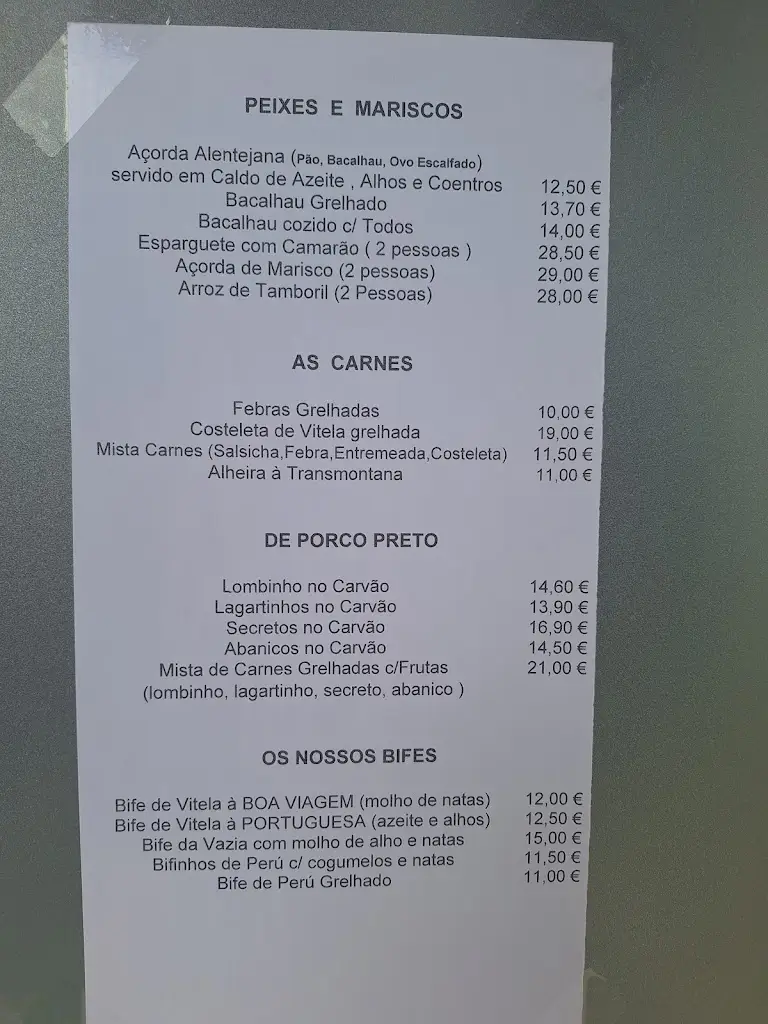 PEIXES E MARISCOS
Açorda Alentejana (Pão, Bacalhau, Ovo Escalfado)
servido em Caldo de Azeite , Alhos e Coentros 12,50 €
Bacalhau Grelhado 13,70 €
Bacalhau cozido c/ Todos 14,00 €
Esparguete com Camarão ( 2 pessoas ) 28,50 €
Açorda de Marisco (2 pessoas) 29,00 €
Arroz de Tamboril (2 Pessoas) 28,00 €
AS CARNES
Febras Grelhadas 10,00 €
Costeleta de Vitela grelhada 19,00 €
Mista Carnes (Salsicha,Febra,Entremeada,Costeleta) 11,50 €
Alheira à Transmontana 11,00 €
DE PORCO PRETO
Lombinho no Carvão 14,60 €
Lagartinhos no Carvão 13,90 €
Secretos no Carvão 16,90 €
Abanicos no Carvão 14,50 €
Mista de Carnes Grelhadas c/Frutas 21,00 €
(lombinho, lagartinho, secreto, abanico )
OS NOSSOS BIFES
Bife de Vitela à BOA VIAGEM (molho de natas) 12,00 €
Bife de Vitela à PORTUGUESA (azeite e alhos) 12,50 €
Bife da Vazia com molho de alho e natas 15,00 €
Bifinhos de Perú c/ cogumelos e natas 11,50 €
Bife de Perú Grelhado 11,00 €